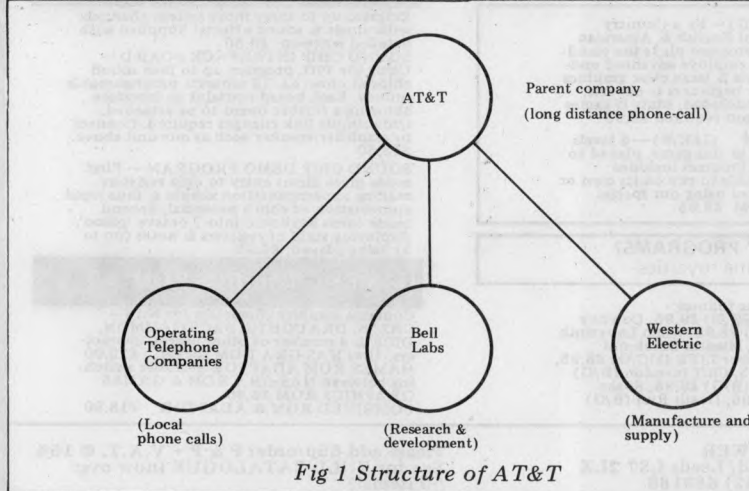 AT&T
Parent company
(long distance phone-call)
Operating
Telephone
Companies
Bell
Labs
Western
Electric
(Local
phone calls)
(Research &
development)
(Manufacture and
supply)
Fig 1 Structure of AT&T